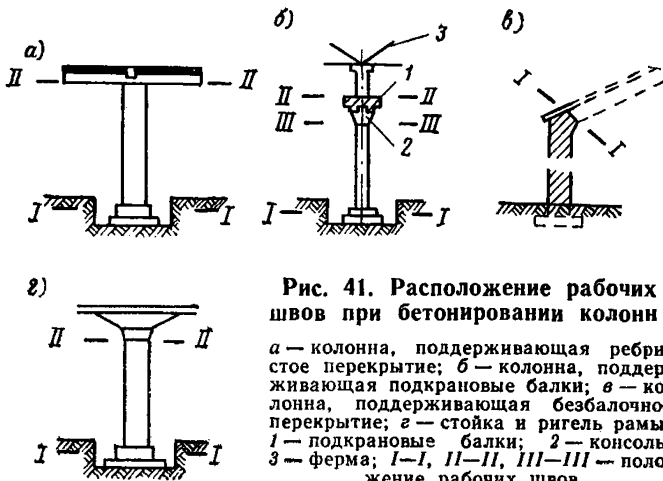 а)
б)
в)
3
1
2
II II
II II
III III
I I
I I
I
I
г)
II II
I I
Рис. 41. Расположение рабочих
швов при бетонировании колонн
а — колонна, поддерживающая ребри
стое перекрытие; б — колонна, поддер
живающая подкрановые балки; в — ко
лонна, поддерживающая безбалочно
перекрытие; г — стойка и ригель рамы
1 — подкрановые балки; 2 — консоль
3 — ферма; I—I, II—II, III—III — поло
жение рабочих швов